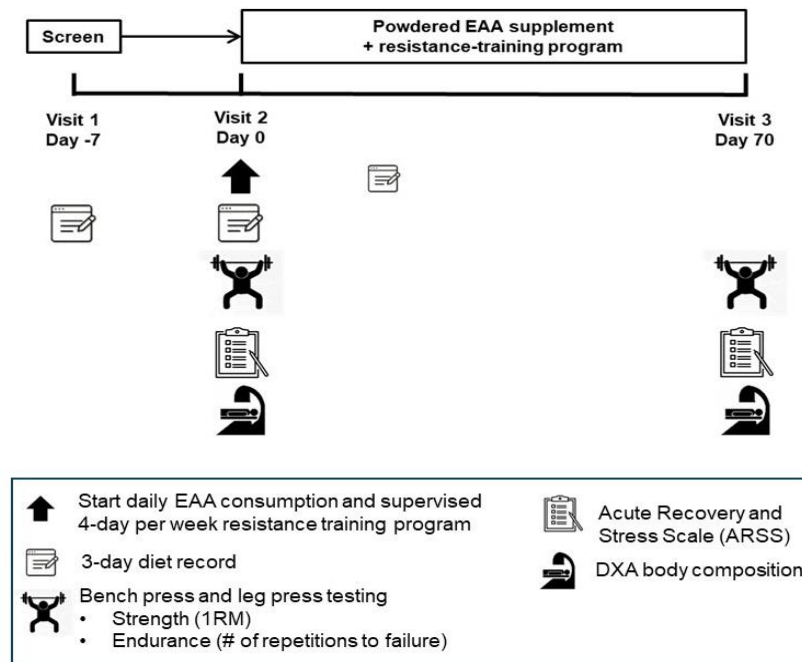 Screen
Powdered EAA supplement
+ resistance-training program
Visit 1
Day -7
Visit 2
Day 0
Visit 3
Day 70
Start daily EAA consumption and supervised
4-day per week resistance training program
3-day diet record
Bench press and leg press testing
• Strength (1RM)
• Endurance (# of repetitions to failure)
Acute Recovery and
Stress Scale (ARSS)
DXA body composition